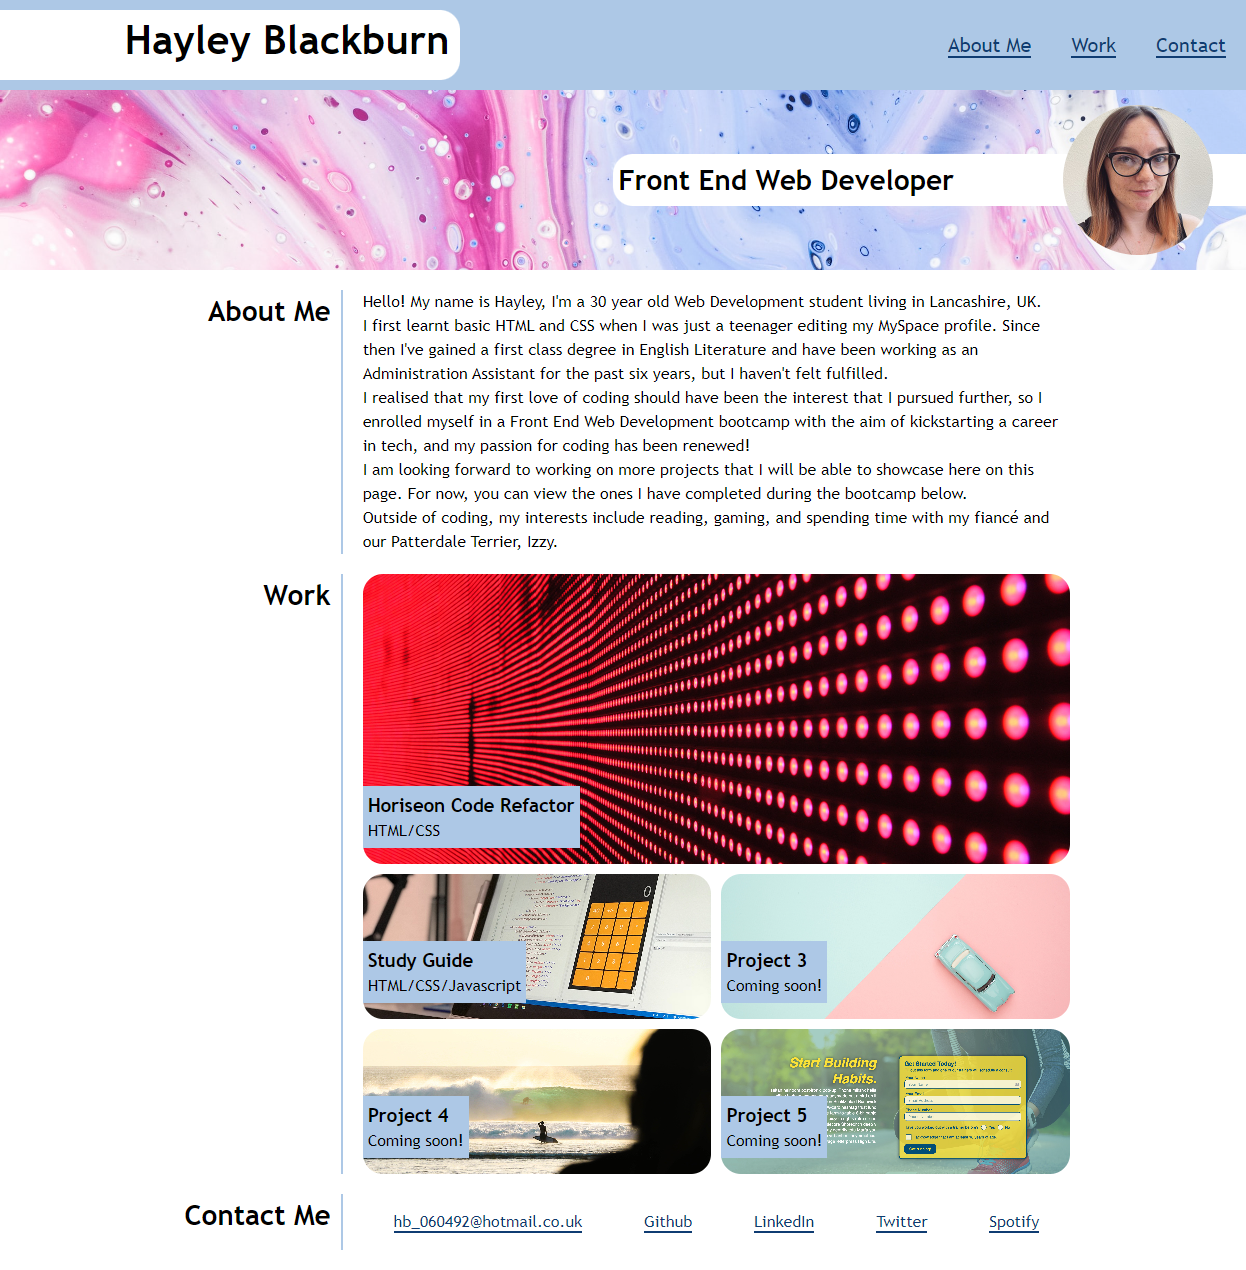 Hayley Blackburn
About Me
Work
Contact
Front End Web Developer
About Me
Hello! My name is Hayley, I'm a 30 year old Web Development student living in Lancashire, UK.
I first learnt basic HTML and CSS when I was just a teenager editing my MySpace profile. Since
then I've gained a first class degree in English Literature and have been working as an
Administration Assistant for the past six years, but I haven't felt fulfilled.
I realised that my first love of coding should have been the interest that I pursued further, so I
enrolled myself in a Front End Web Development bootcamp with the aim of kickstarting a career
in tech, and my passion for coding has been renewed!
I am looking forward to working on more projects that I will be able to showcase here on this
page. For now, you can view the ones I have completed during the bootcamp below.
Outside of coding, my interests include reading, gaming, and spending time with my fiancé and
our Patterdale Terrier, Izzy.
Work
Horiseon Code Refactor
HTML/CSS
0
Study Guide
HTML/CSS/Javascript
Project 3
Coming soon!
Project 4
Coming soon!
Start Building
Habits.
Get Started Today!
Project 5
Coming soon!
Contact Me
hb_060492@hotmail.co.uk
Github
LinkedIn
Twitter
Spotify